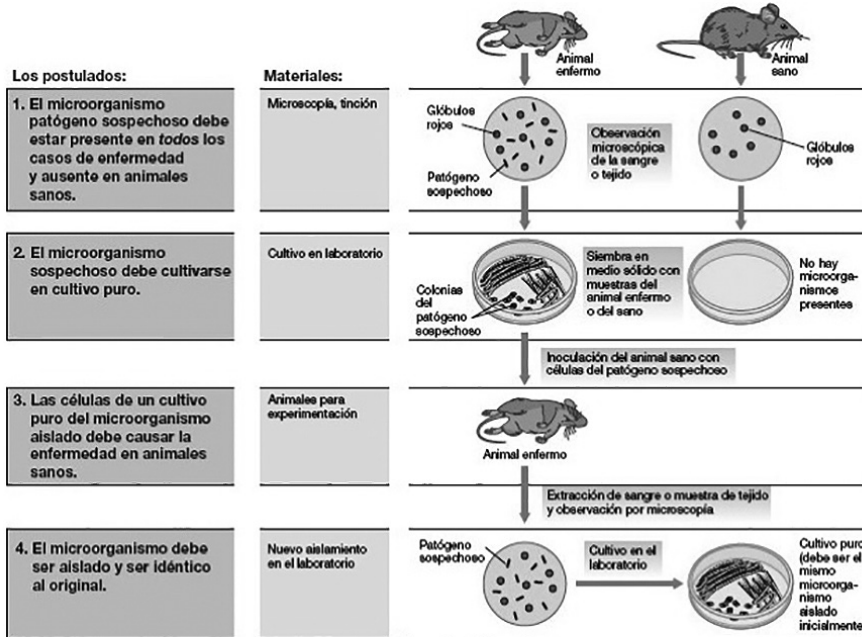 Animal
enfermo
Animal
sano
Los postulados:
Materiales:
1. El microorganismo
patógeno sospechoso debe
estar presente en todos los
casos de enfermedad
y ausente en animales
sanos.
Microscopía, tinción
Glóbulos
rojos
Patógeno
sospechoso
Observación
microscópica
de la sangre
o tejido
Glóbulos
rojos
2. El microorganismo
sospechoso debe cultivarse
en cultivo puro.
Cultivo en laboratorio
Colonias
del
patógeno
sospechoso
Siembra en
medio sólido con
muestras del
animal enfermo
o del sano
No hay
microorga-
nismos
presentes
Inoculación del animal sano con
células del patógeno sospechoso
3. Las células de un cultivo
puro del microorganismo
aislado debe causar la
enfermedad en animales
sanos.
Animales para
experimentación
Animal enfermo
Extracción de sangre o muestra de tejido
y observación por microscopía
4. El microorganismo debe
ser aislado y ser idéntico
al original.
Nuevo aislamiento
en el laboratorio
Patógeno
sospechoso
Cultivo en el
laboratorio
Cultivo puro
(debe ser el
mismo
microorga-
nismo
aislado
inicialmente